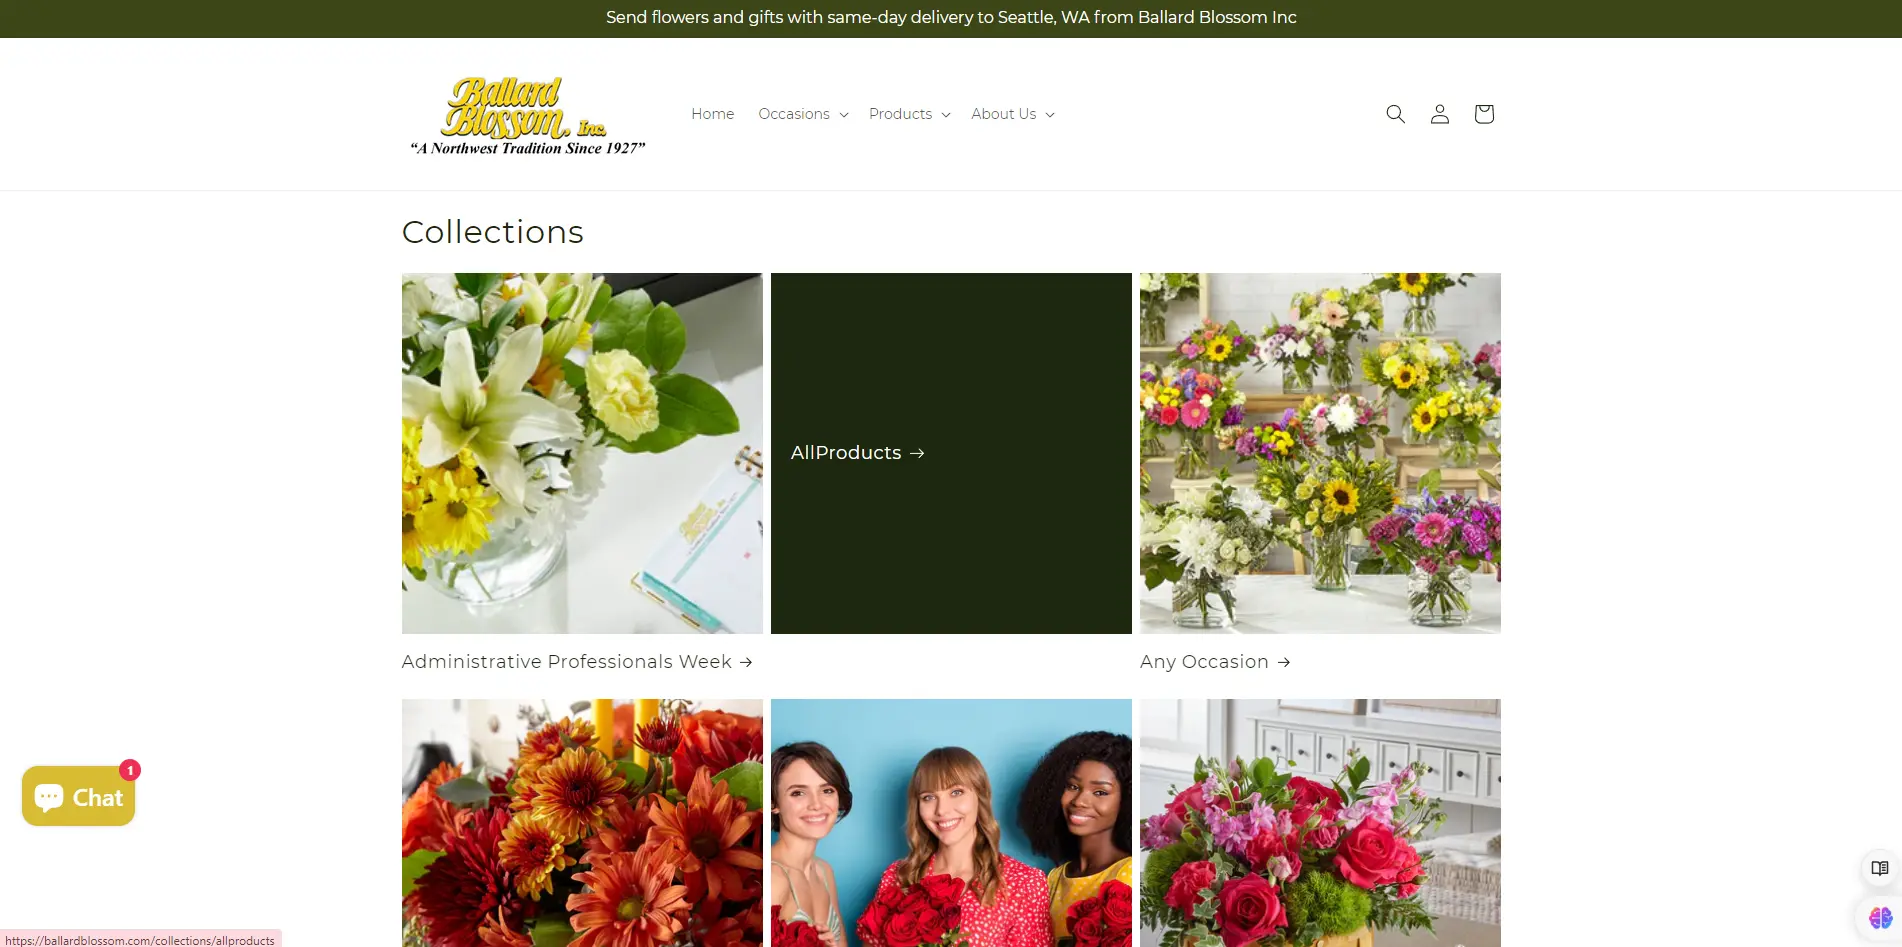 Send flowers and gifts with same-day delivery to Seattle, WA from Ballard Blossom Inc
Ballard
Blossom, Inc.
“A Northwest Tradition Since 1927”
Home
Occasions
Products
About Us
Collections
AllProducts →
Administrative Professionals Week →
Any Occasion →
1
Chat
https://ballardblossom.com/collections/allproducts